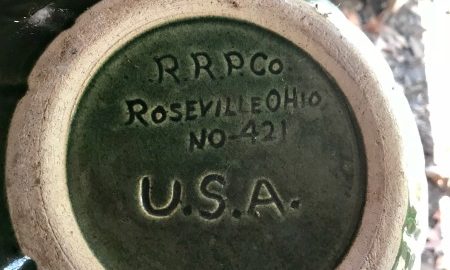 R.R.P.Co.
ROSEVILLE OHIO,
NO-421
U.S.A.